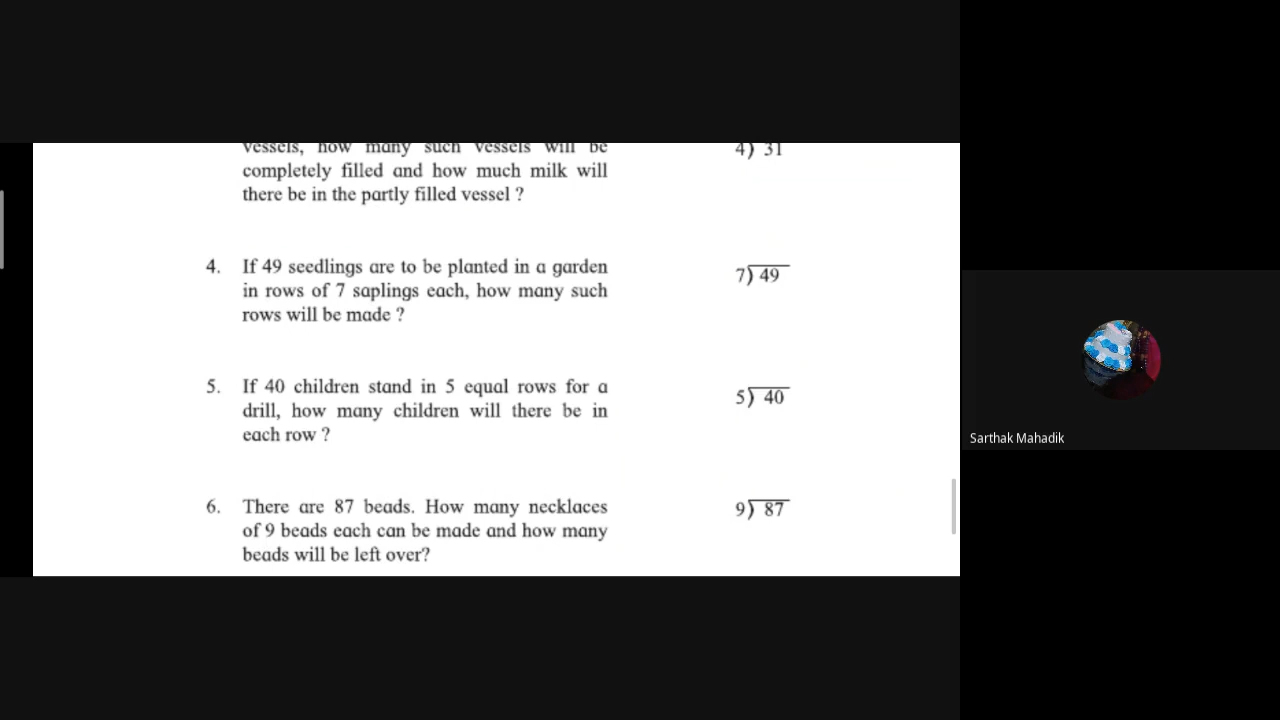 vessels, how many such vessels will be
completely filled and how much milk will
there be in the partly filled vessel ?
4) 31
4. If 49 seedlings are to be planted in a garden
in rows of 7 saplings each, how many such
rows will be made ?
7) 49
5. If 40 children stand in 5 equal rows for a
drill, how many children will there be in
each row ?
5) 40
6. There are 87 beads. How many necklaces
of 9 beads each can be made and how many
beads will be left over?
9) 87
Sarthak Mahadik